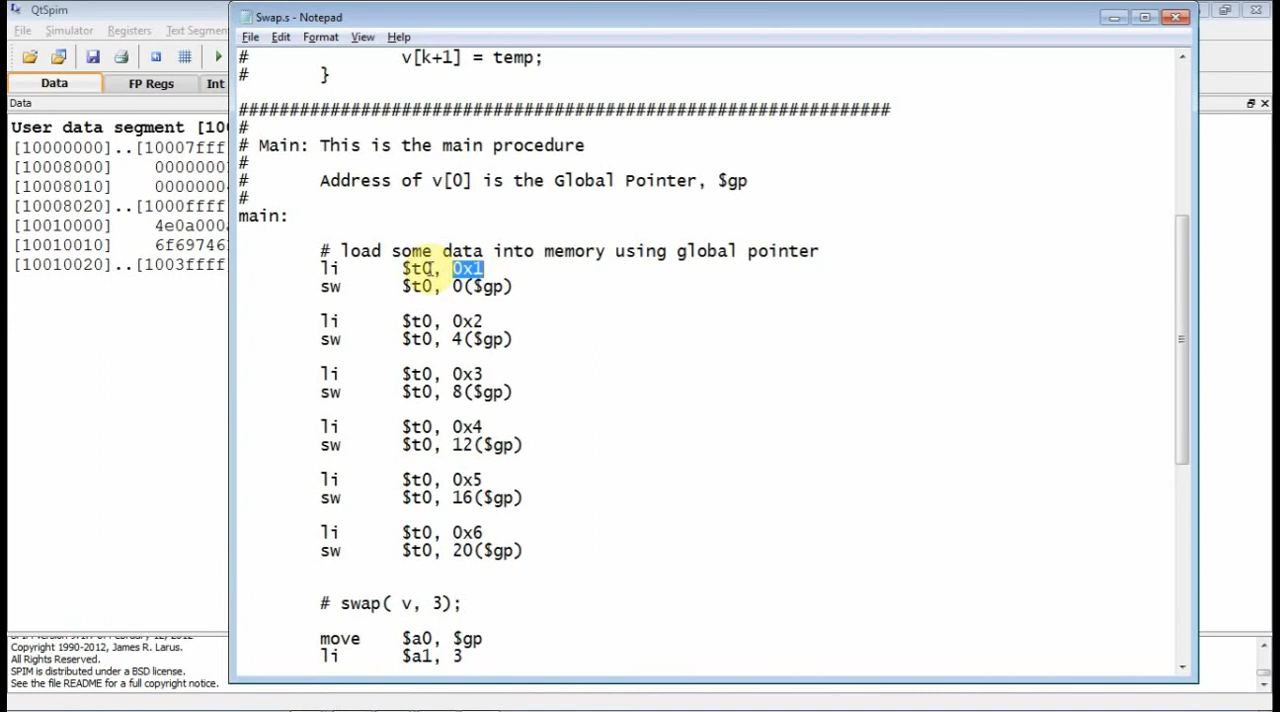 QtSpim
File Simulator Registers Text Segmen
Data FP Regs Int
Data
User data segment [10
[10000000]..[10007fff
[10008000] 0000000
[10008010] 0000000
[10008020]..[1000ffff
[10010000] 4e0a000
[10010010] 6f69746
[10010020]..[1003ffff
Copyright 1990-2012, James R. Larus.
All Rights Reserved.
SPIM is distributed under a BSD license.
See the file README for a full copyright notice.
Swap.s - Notepad
File Edit Format View Help
# v[k+1] = temp;
# }
################################################################
#
# Main: This is the main procedure
#
# Address of v[0] is the Global Pointer, $gp
#
main:
# load some data into memory using global pointer
li $t0, 0x1
sw $t0, 0($gp)
li $t0, 0x2
sw $t0, 4($gp)
li $t0, 0x3
sw $t0, 8($gp)
li $t0, 0x4
sw $t0, 12($gp)
li $t0, 0x5
sw $t0, 16($gp)
li $t0, 0x6
sw $t0, 20($gp)
# swap( v, 3);
move $a0, $gp
li $a1, 3